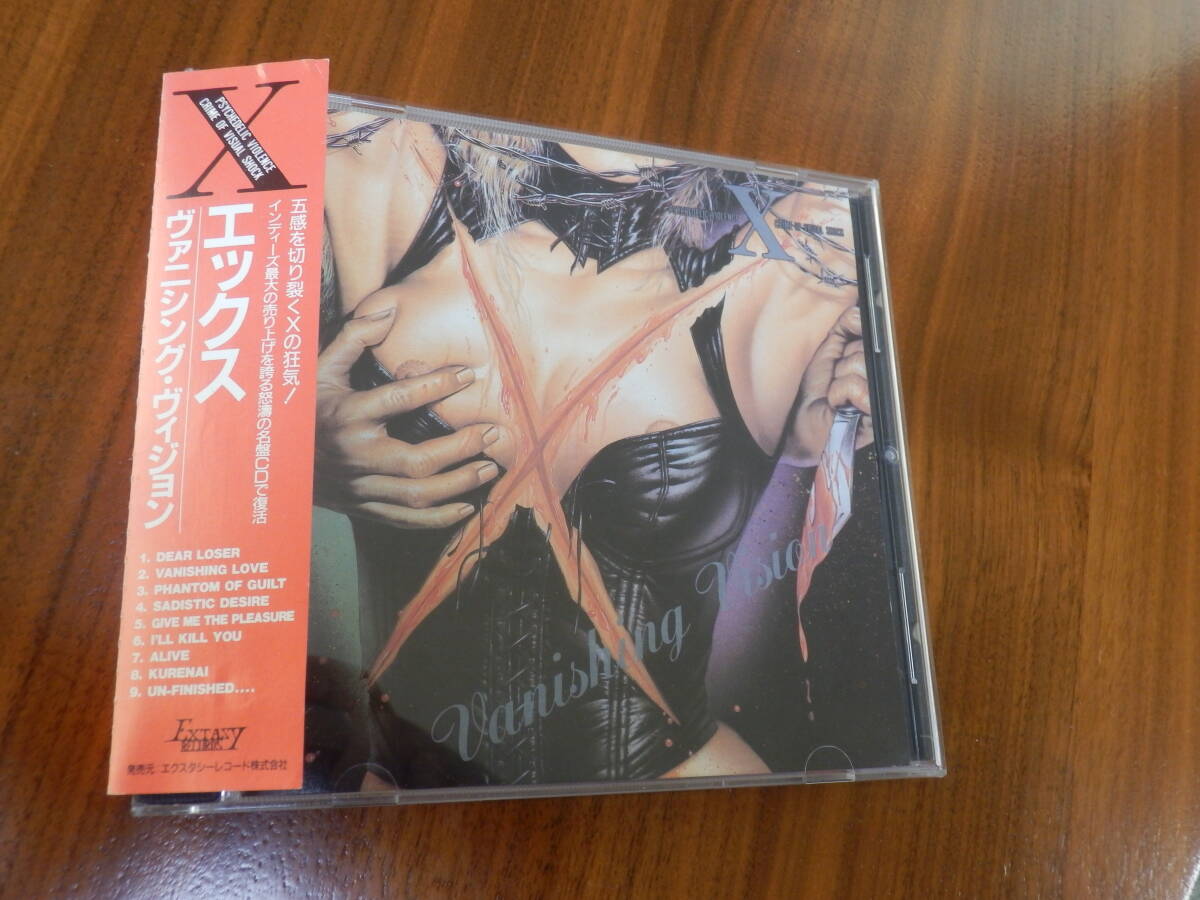 X
PSYCHEDELIC VIOLENCE
CRIME OF VISUAL SHOCK
エックス
ヴァニシング・ヴィジョン
五感を切り裂くXの狂気!
インディーズ最大の売り上げを誇る怒濤の名盤CDで復活
1. DEAR LOSER
2. VANISHING LOVE
3. PHANTOM OF GUILT
4. SADISTIC DESIRE
5. GIVE ME THE PLEASURE
6. I'LL KILL YOU
7. ALIVE
8. KURENAI
9. UN-FINISHED....
EXTASY
RECORDS
発売元:エクスタシーレコード株式会社
X
Vanishing Vision